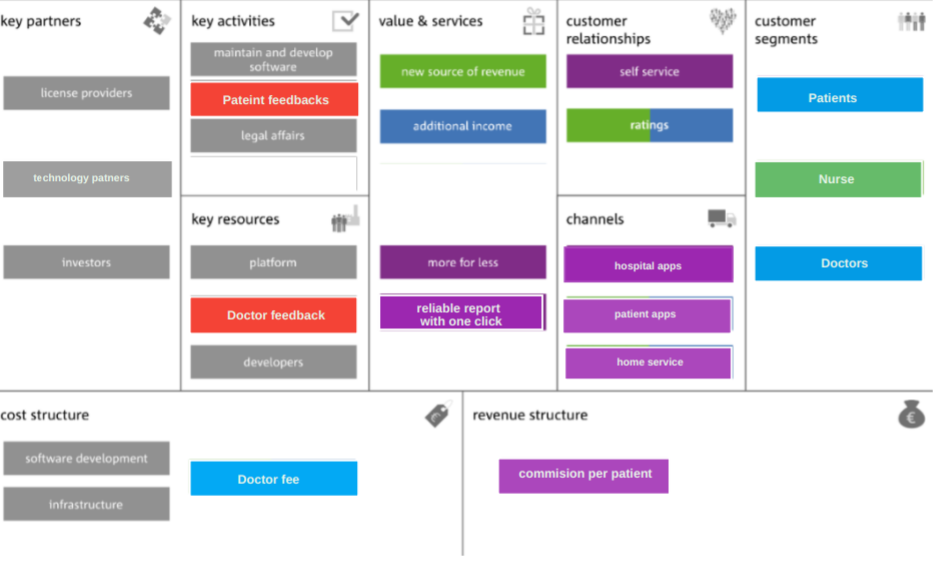 key partners
license providers
technology patners
investors
key activities
maintain and develop
software
Pateint feedbacks
legal affairs
key resources
platform
Doctor feedback
developers
value & services
new source of revenue
additional income
more for less
reliable report
with one click
customer
relationships
self service
ratings
channels
hospital apps
patient apps
home service
customer
segments
Patients
Nurse
Doctors
cost structure
software development
infrastructure
Doctor fee
revenue structure
€
commision per patient